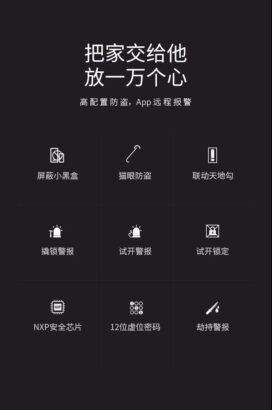 把家交给他
放一万个心
高配置防盗，App远程报警
屏蔽小黑盒
猫眼防盗
联动天地勾
撬锁警报
试开警报
试开锁定
NXP安全芯片
12位虚位密码
劫持警报